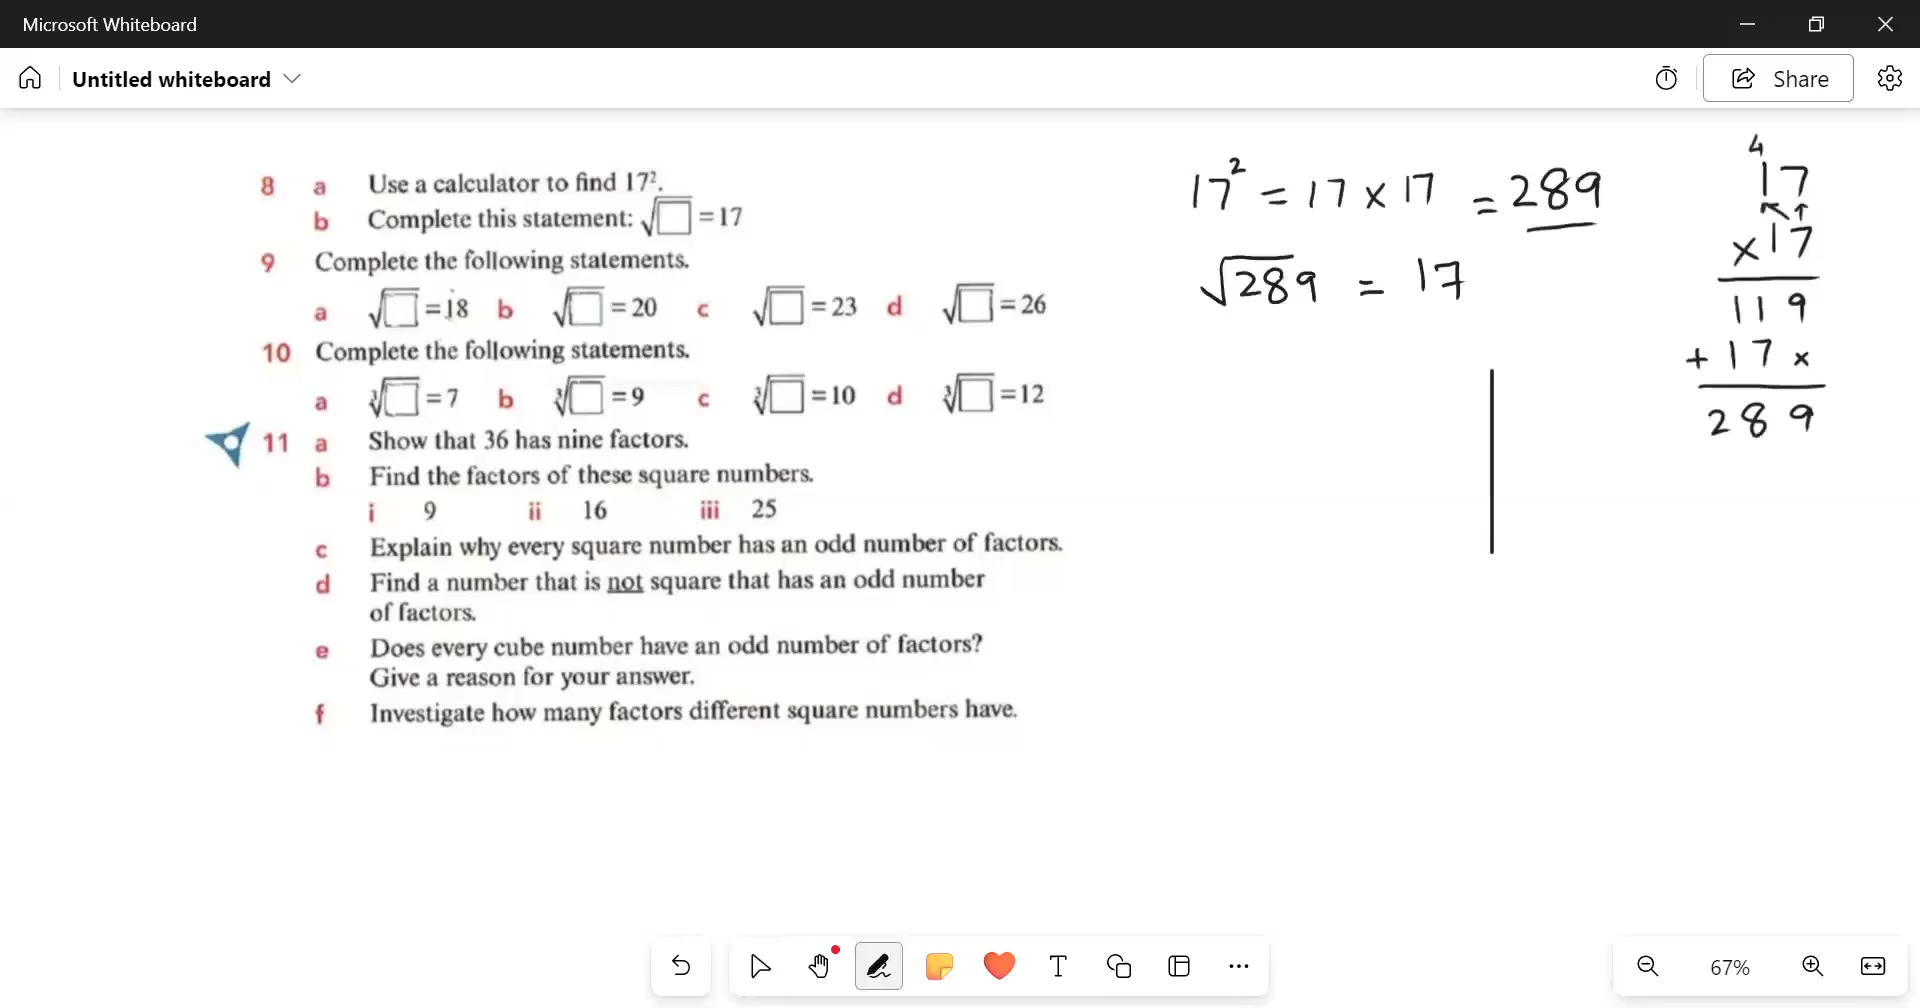 Microsoft Whiteboard
Untitled whiteboard
Share
8 a Use a calculator to find 17².
b Complete this statement: √□ = 17
9 Complete the following statements.
a √□ = 18 b √□ = 20 c √□ = 23 d √□ = 26
10 Complete the following statements.
a ∛□ = 7 b ∛□ = 9 c ∛□ = 10 d ∛□ = 12
11 a Show that 36 has nine factors.
b Find the factors of these square numbers.
i 9 ii 16 iii 25
c Explain why every square number has an odd number of factors.
d Find a number that is not square that has an odd number
of factors.
e Does every cube number have an odd number of factors?
Give a reason for your answer.
f Investigate how many factors different square numbers have.
17² = 17 × 17 = 289
√289 = 17
4
17
×17
119
+ 17×
289
67%